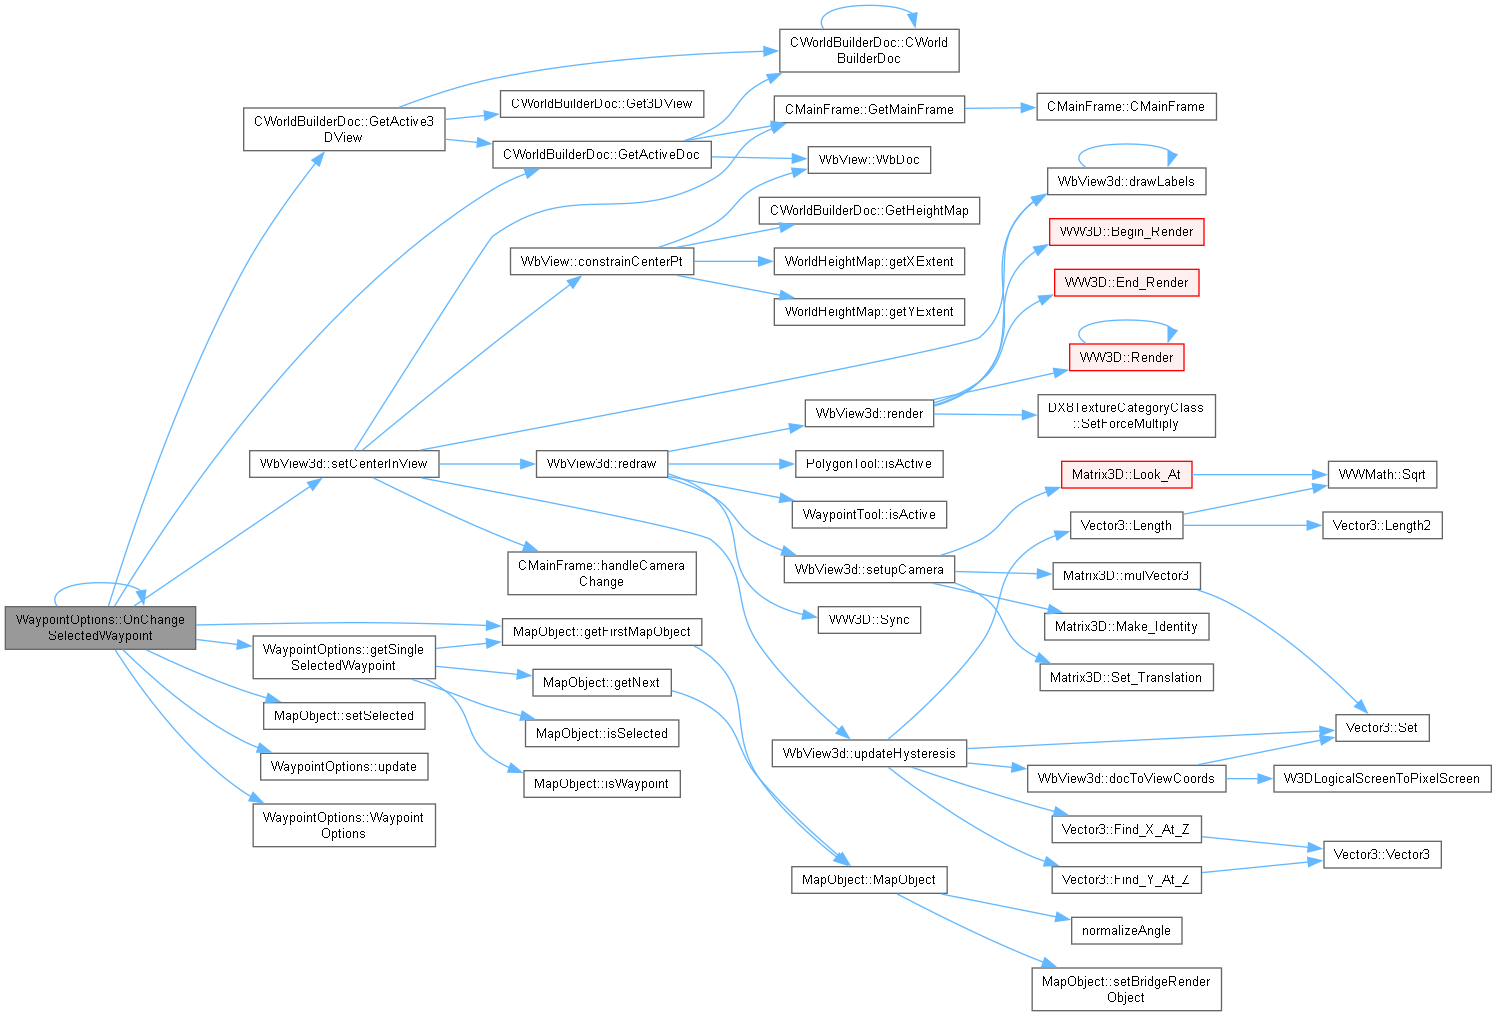 CWorldBuilderDoc::CWorld
BuilderDoc
CWorldBuilderDoc::Get3DView
CMainFrame::GetMainFrame
CMainFrame::CMainFrame
CWorldBuilderDoc::GetActive3
DView
CWorldBuilderDoc::GetActiveDoc
WbView::WbDoc
WbView3d::drawLabels
CWorldBuilderDoc::GetHeightMap
WW3D::Begin_Render
WbView::constrainCenterPt
WorldHeightMap::getXExtent
WW3D::End_Render
WorldHeightMap::getYExtent
WW3D::Render
WbView3d::render
DX8TextureCategoryClass
::SetForceMultiply
WbView3d::setCenterInView
WbView3d::redraw
PolygonTool::isActive
Matrix3D::Look_At
WWMath::Sqrt
WaypointTool::isActive
Vector3::Length
Vector3::Length2
CMainFrame::handleCamera
Change
WbView3d::setupCamera
Matrix3D::mulVector3
WaypointOptions::OnChange
SelectedWaypoint
WW3D::Sync
Matrix3D::Make_Identity
MapObject::getFirstMapObject
WaypointOptions::getSingle
SelectedWaypoint
MapObject::getNext
Matrix3D::Set_Translation
MapObject::setSelected
MapObject::isSelected
Vector3::Set
WaypointOptions::update
WbView3d::updateHysteresis
MapObject::isWaypoint
WbView3d::docToViewCoords
W3DLogicalScreenToPixelScreen
WaypointOptions::Waypoint
Options
Vector3::Find_X_At_Z
Vector3::Vector3
MapObject::MapObject
Vector3::Find_Y_At_Z
normalizeAngle
MapObject::setBridgeRender
Object